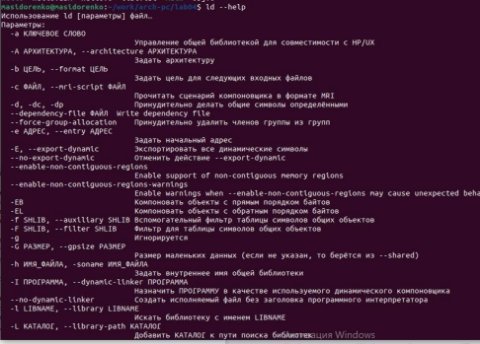 masidorenko@masidorenko:~/work/arch-pc/lab04$ ld --help
Использование ld [параметры] файл…
Параметры:
-a КЛЮЧЕВОЕ СЛОВО
Управление общей библиотекой для совместимости с HP/UX
-A АРХИТЕКТУРА, --architecture АРХИТЕКТУРА
Задать архитектуру
-b ЦЕЛЬ, --format ЦЕЛЬ
Задать цель для следующих входных файлов
-c ФАЙЛ, --mri-script ФАЙЛ
Прочитать сценарий компоновщика в формате MRI
-d, -dc, -dp Принудительно делать общие символы определёнными
--dependency-file ФАЙЛ Write dependency file
--force-group-allocation Принудительно удалить членов группы из групп
-e АДРЕС, --entry АДРЕС
Задать начальный адрес
-E, --export-dynamic Экспортировать все динамические символы
--no-export-dynamic Отменить действие --export-dynamic
--enable-non-contiguous-regions
Enable support of non-contiguous memory regions
--enable-non-contiguous-regions-warnings
Enable warnings when --enable-non-contiguous-regions may cause unexpected beha
-EB Компоновать объекты с прямым порядком байтов
-EL Компоновать объекты с обратным порядком байтов
-f SHLIB, --auxiliary SHLIB Вспомогательный фильтр таблицы символов общих объектов
-F SHLIB, --filter SHLIB Фильтр для таблицы символов общих объектов
-g Игнорируется
-G РАЗМЕР, --gpsize РАЗМЕР
Размер маленьких данных (если не указан, то берётся из --shared)
-h ИМЯ_ФАЙЛА, -soname ИМЯ_ФАЙЛА
Задать внутреннее имя общей библиотеки
-I ПРОГРАММА, --dynamic-linker ПРОГРАММА
Назначить ПРОГРАММУ в качестве используемого динамического компоновщика
--no-dynamic-linker Создать исполняемый файл без заголовка программного интерпретатора
-l LIBNAME, --library LIBNAME
Искать библиотеку с именем LIBNAME
-L КАТАЛОГ, --library-path КАТАЛОГ
Добавить КАТАЛОГ к пути поиска библиотек
Windows